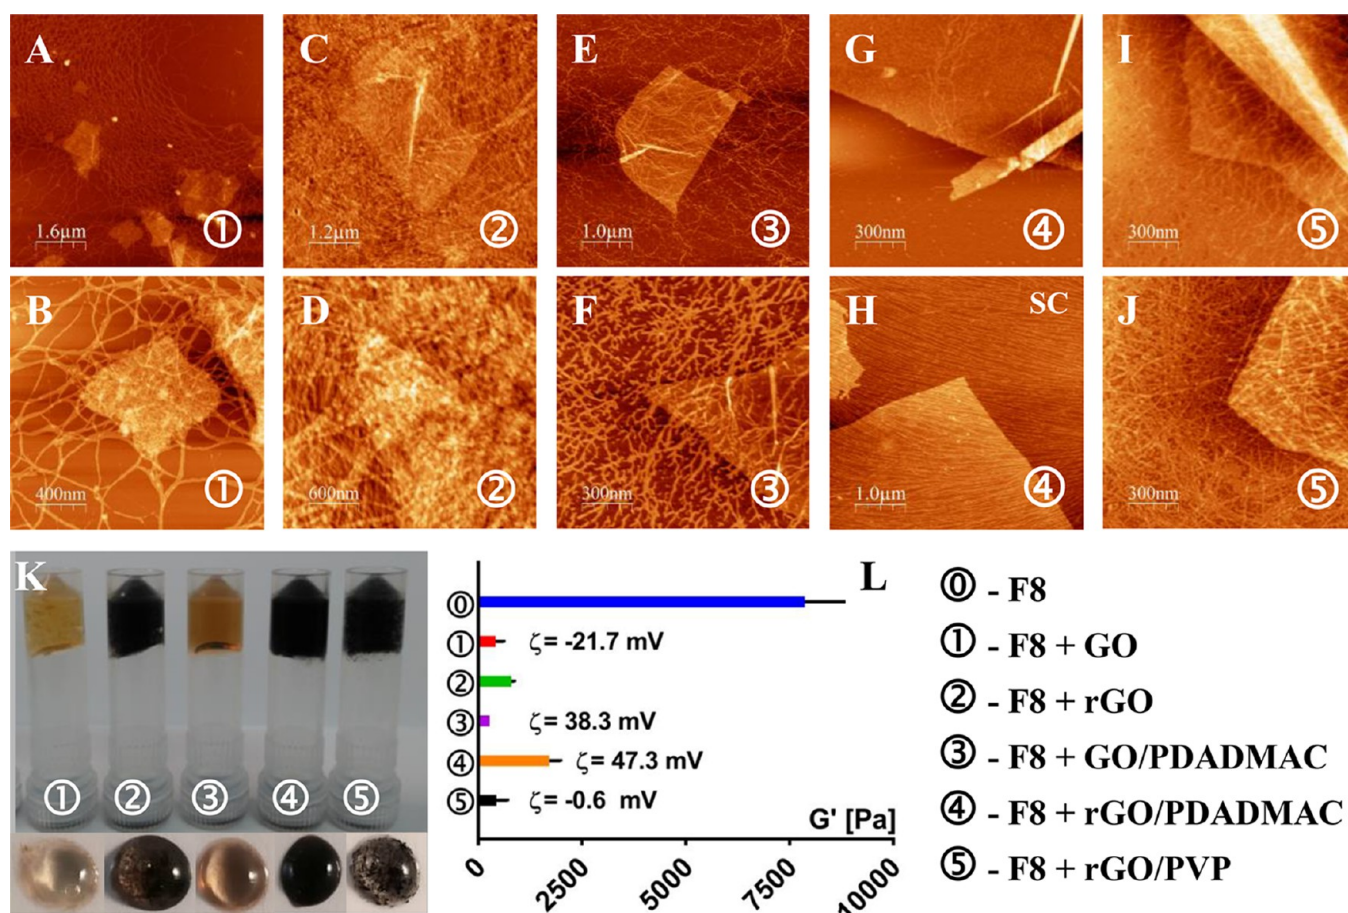 A
1.6μm
①
C
1.2μm
②
E
1.0μm
③
G
300nm
④
I
300nm
⑤
B
400nm
①
D
600nm
②
F
300nm
③
H
SC
1.0μm
④
J
300nm
⑤
K
① ② ③ ④ ⑤
L
⓪
① ζ= -21.7 mV
②
③ ζ= 38.3 mV
④ ζ= 47.3 mV
⑤ ζ= -0.6 mV
G' [Pa]
0 2500 5000 7500 10000
⓪ - F8
① - F8 + GO
② - F8 + rGO
③ - F8 + GO/PDADMAC
④ - F8 + rGO/PDADMAC
⑤ - F8 + rGO/PVP